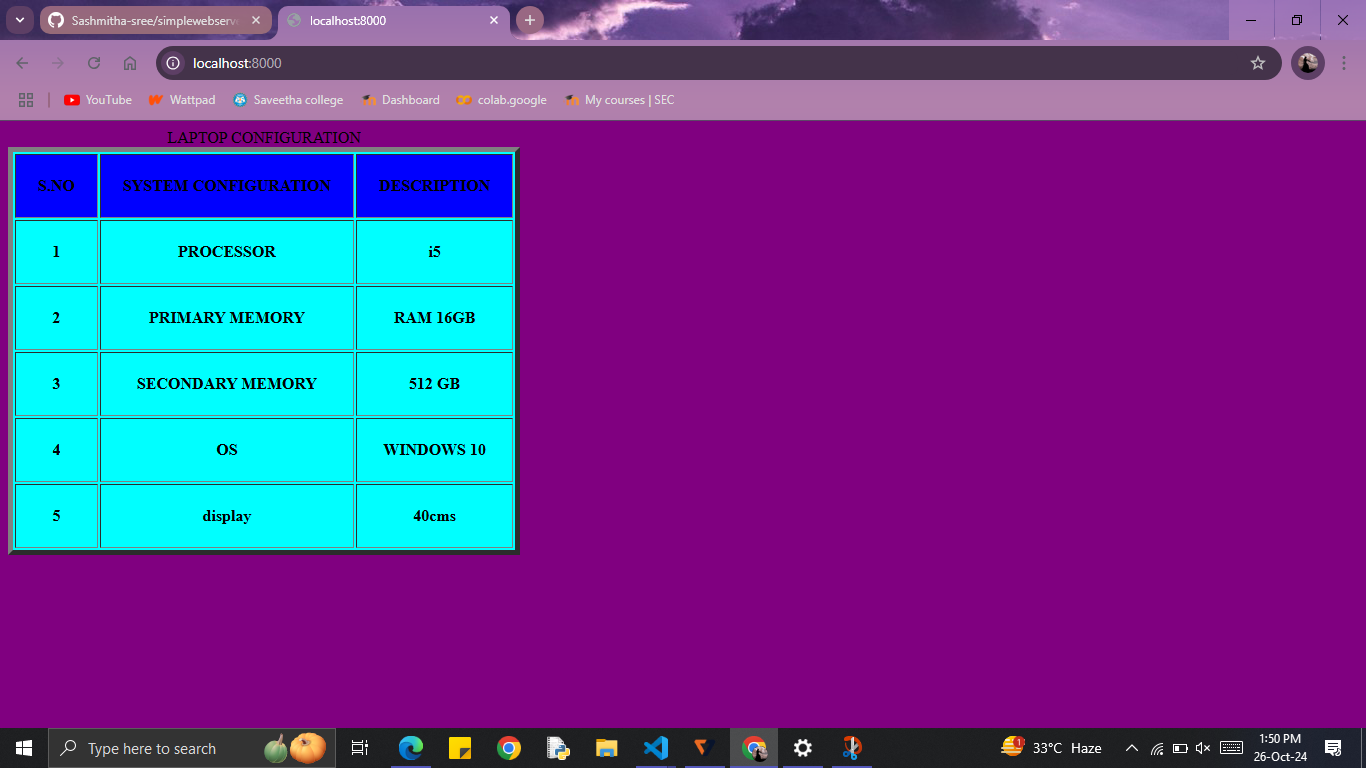 Sashmitha-sree/simplewebserv
localhost:8000
localhost:8000
YouTube
Wattpad
Saveetha college
Dashboard
colab.google
My courses | SEC
LAPTOP CONFIGURATION
S.NO SYSTEM CONFIGURATION DESCRIPTION
1 PROCESSOR i5
2 PRIMARY MEMORY RAM 16GB
3 SECONDARY MEMORY 512 GB
4 OS WINDOWS 10
5 display 40cms
Type here to search
1
33°C Haze
1:50 PM
26-Oct-24